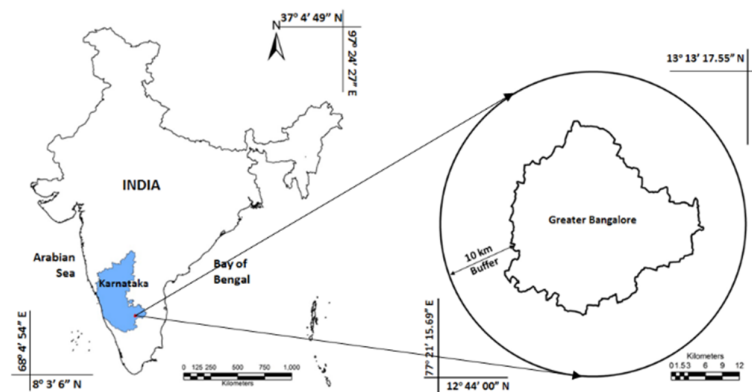 37° 4' 49" N
97° 24' 27" E
N
INDIA
Arabian
Sea
Karnataka
Bay of
Bengal
68° 4' 54" E
8° 3' 6" N
0 125 250 500 750 1,000
Kilometers
13° 13' 17.55" N
Greater Bangalore
10 km
Buffer
77° 21' 15.69" E
12° 44' 00" N
Kilometers
0 1.5 3 6 9 12